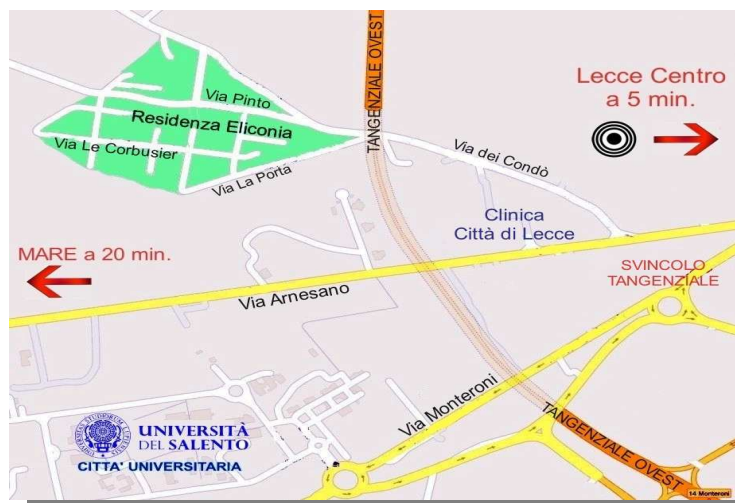 TANGENZIALE OVEST
Lecce Centro
a 5 min.
Via Pinto
Residenza Eliconia
Via Le Corbusier
Via La Porta
Via dei Condò
Clinica
Città di Lecce
MARE a 20 min.
SVINCOLO
TANGENZIALE
Via Arnesano
Via Monteroni
UNIVERSITÀ
DEL SALENTO
CITTA' UNIVERSITARIA
TANGENZIALE OVEST
14 Monteroni